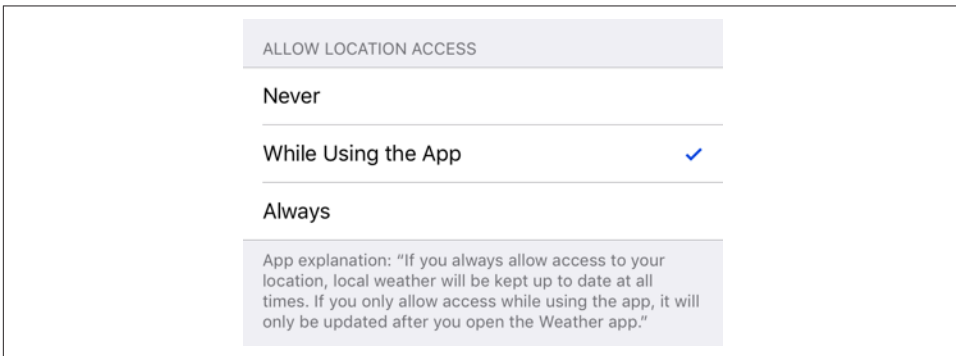 ALLOW LOCATION ACCESS
Never
While Using the App
Always
App explanation: “If you always allow access to your
location, local weather will be kept up to date at all
times. If you only allow access while using the app, it will
only be updated after you open the Weather app.”